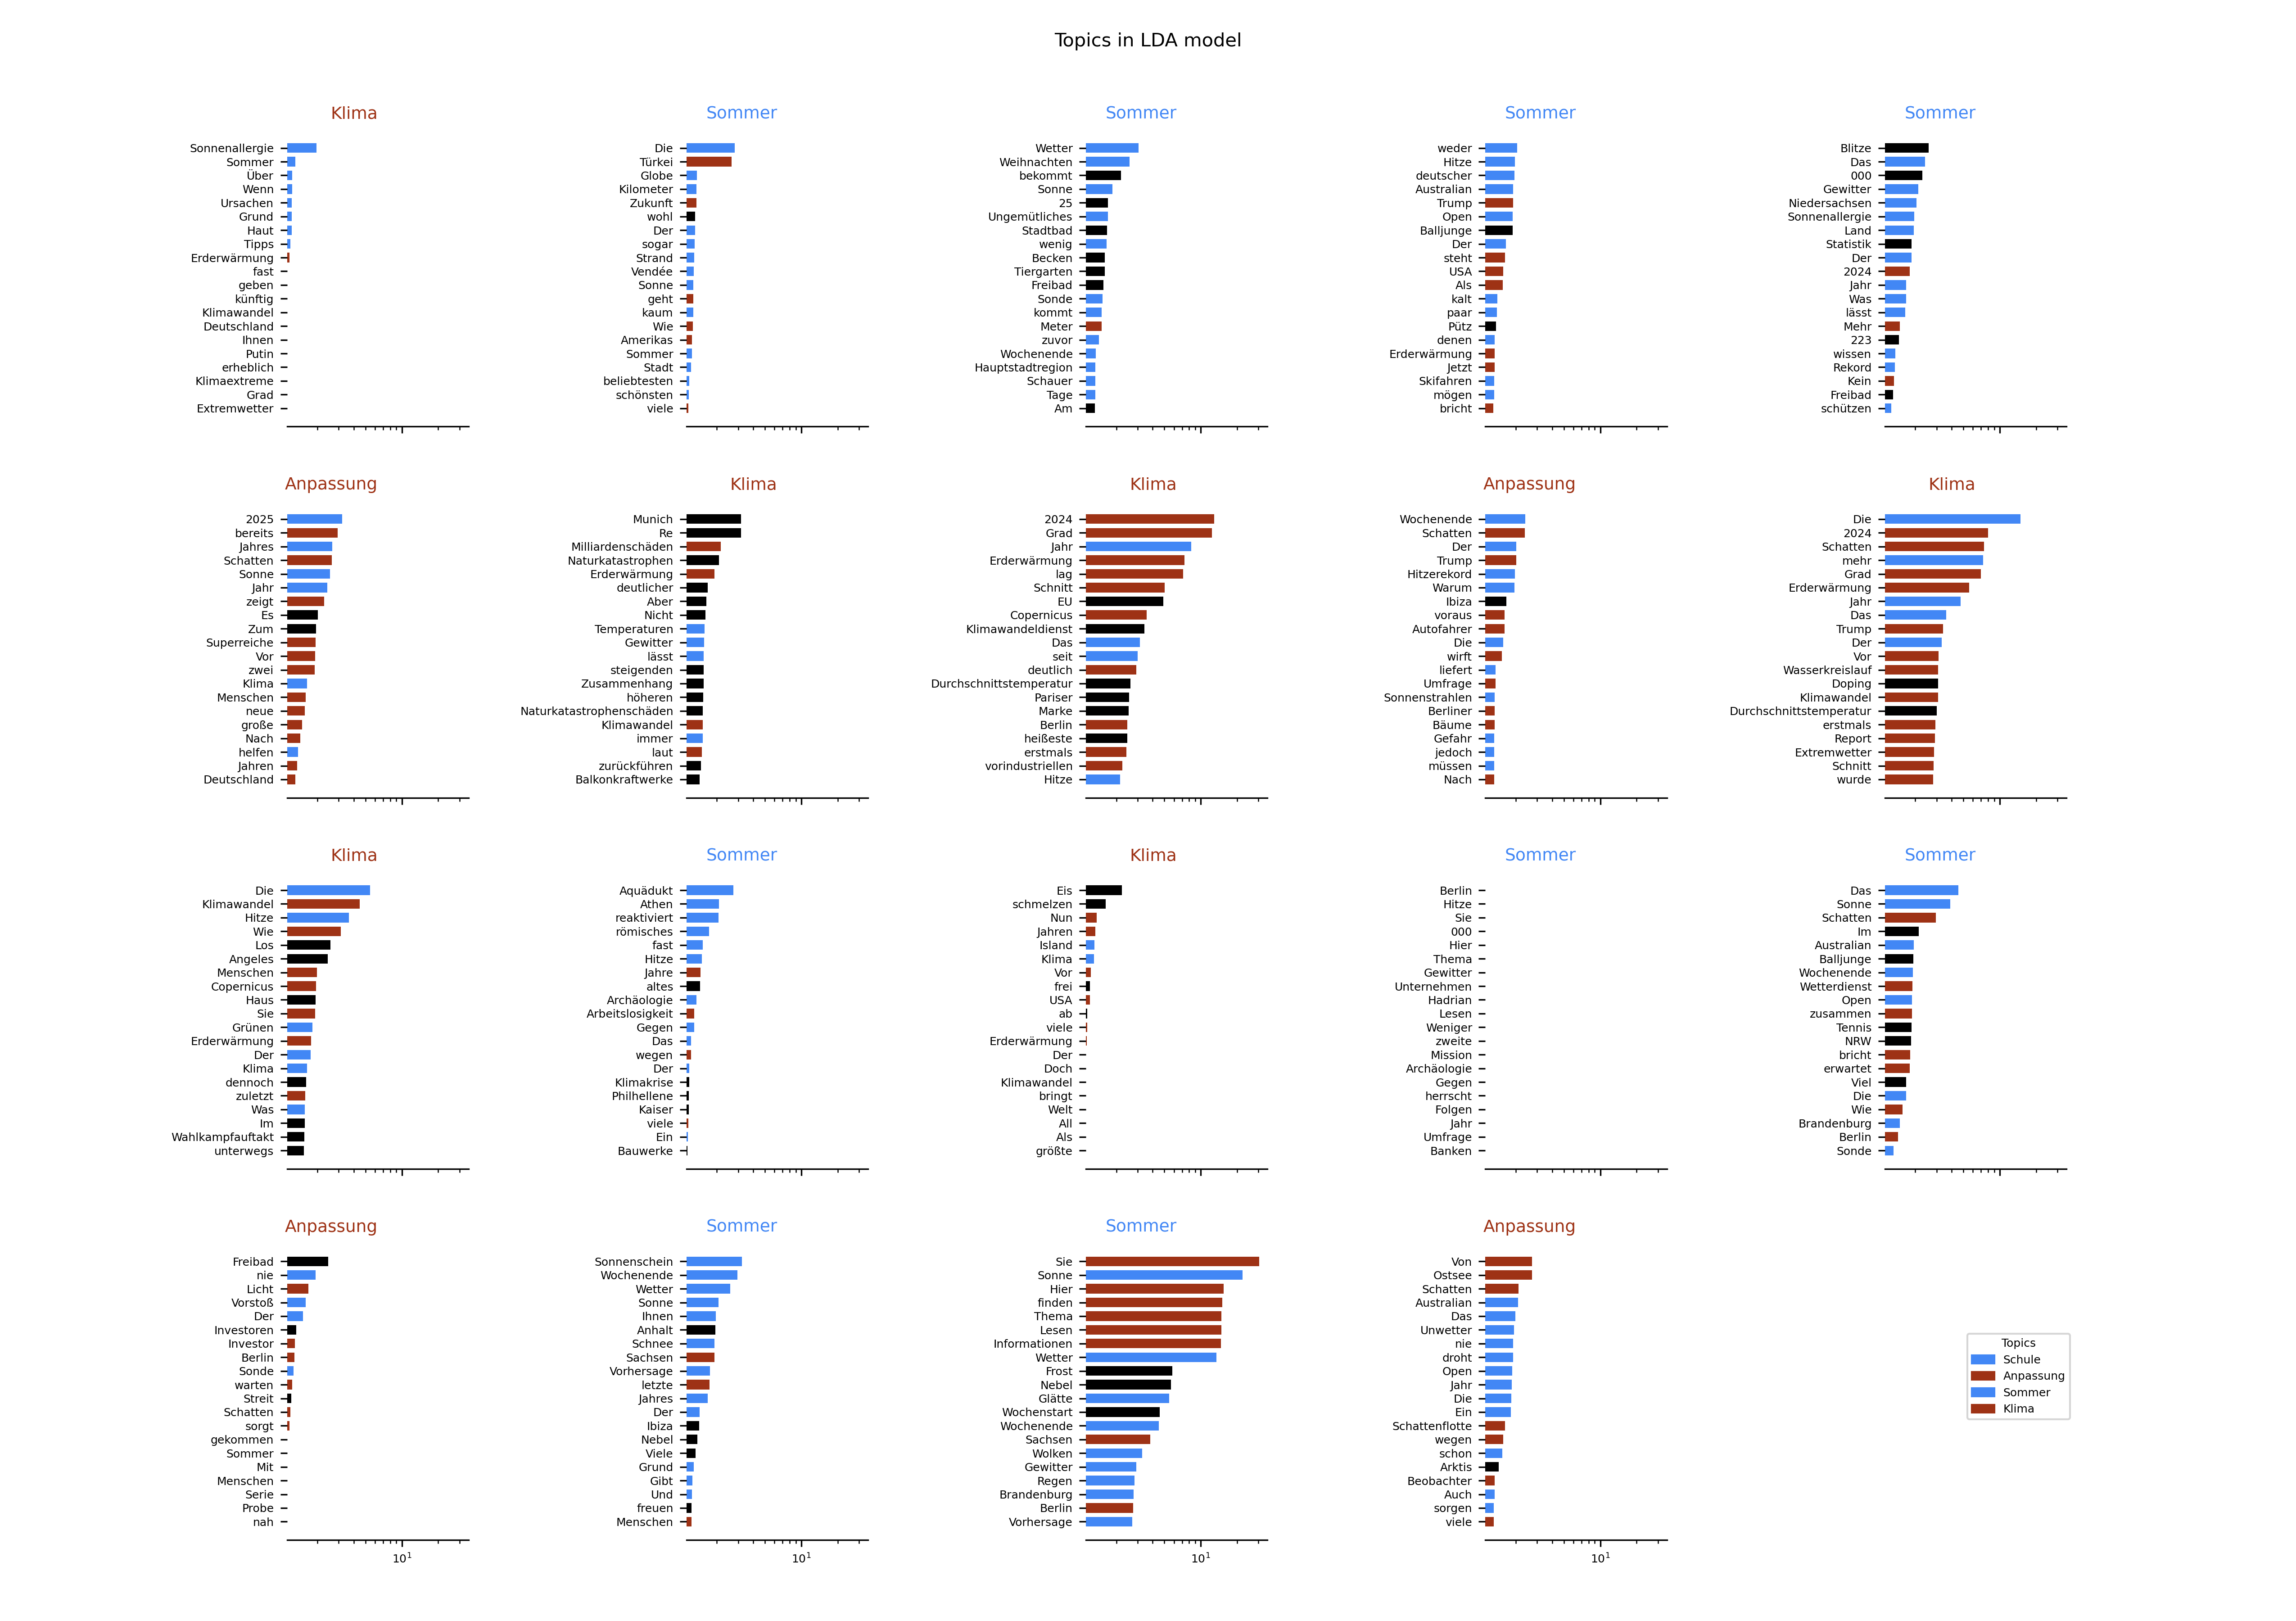 Topics in LDA model
Klima
Sonnenallergie
Sommer
Über
Wenn
Ursachen
Grund
Haut
Tipps
Erderwärmung
fast
geben
künftig
Klimawandel
Deutschland
Ihnen
Putin
erheblich
Klimaextreme
Grad
Extremwetter
Sommer
Die
Türkei
Globe
Kilometer
Zukunft
wohl
Der
sogar
Strand
Vendée
Sonne
geht
kaum
Wie
Amerikas
Sommer
Stadt
beliebtesten
schönsten
viele
Sommer
Wetter
Weihnachten
bekommt
Sonne
25
Ungemütliches
Stadtbad
wenig
Becken
Tiergarten
Freibad
Sonde
kommt
Meter
zuvor
Wochenende
Hauptstadtregion
Schauer
Tage
Am
Sommer
weder
Hitze
deutscher
Australian
Trump
Open
Balljunge
Der
steht
USA
Als
kalt
paar
Pütz
denen
Erderwärmung
Jetzt
Skifahren
mögen
bricht
Sommer
Blitze
Das
000
Gewitter
Niedersachsen
Sonnenallergie
Land
Statistik
Der
2024
Jahr
Was
lässt
Mehr
223
wissen
Rekord
Kein
Freibad
schützen
Anpassung
2025
bereits
Jahres
Schatten
Sonne
Jahr
zeigt
Es
Zum
Superreiche
Vor
zwei
Klima
Menschen
neue
große
Nach
helfen
Jahren
Deutschland
Klima
Munich
Re
Milliardenschäden
Naturkatastrophen
Erderwärmung
deutlicher
Aber
Nicht
Temperaturen
Gewitter
lässt
steigenden
Zusammenhang
höheren
Naturkatastrophenschäden
Klimawandel
immer
laut
zurückführen
Balkonkraftwerke
Klima
2024
Grad
Jahr
Erderwärmung
lag
Schnitt
EU
Copernicus
Klimawandeldienst
Das
seit
deutlich
Durchschnittstemperatur
Pariser
Marke
Berlin
heißeste
erstmals
vorindustriellen
Hitze
Anpassung
Wochenende
Schatten
Der
Trump
Hitzerekord
Warum
Ibiza
voraus
Autofahrer
Die
wirft
liefert
Umfrage
Sonnenstrahlen
Berliner
Bäume
Gefahr
jedoch
müssen
Nach
Klima
Die
2024
Schatten
mehr
Grad
Erderwärmung
Jahr
Das
Trump
Der
Vor
Wasserkreislauf
Doping
Klimawandel
Durchschnittstemperatur
erstmals
Report
Extremwetter
Schnitt
wurde
Klima
Die
Klimawandel
Hitze
Wie
Los
Angeles
Menschen
Copernicus
Haus
Sie
Grünen
Erderwärmung
Der
Klima
dennoch
zuletzt
Was
Im
Wahlkampfauftakt
unterwegs
Sommer
Aquädukt
Athen
reaktiviert
römisches
fast
Hitze
Jahre
altes
Archäologie
Arbeitslosigkeit
Gegen
Das
wegen
Der
Klimakrise
Philhellene
Kaiser
viele
Ein
Bauwerke
Klima
Eis
schmelzen
Nun
Jahren
Island
Klima
Vor
frei
USA
ab
viele
Erderwärmung
Der
Doch
Klimawandel
bringt
Welt
All
Als
größte
Sommer
Berlin
Hitze
Sie
000
Hier
Thema
Gewitter
Unternehmen
Hadrian
Lesen
Weniger
zweite
Mission
Archäologie
Gegen
herrscht
Folgen
Jahr
Umfrage
Banken
Sommer
Das
Sonne
Schatten
Im
Australian
Balljunge
Wochenende
Wetterdienst
Open
zusammen
Tennis
NRW
bricht
erwartet
Viel
Die
Wie
Brandenburg
Berlin
Sonde
Anpassung
Freibad
nie
Licht
Vorstoß
Der
Investoren
Investor
Berlin
Sonde
warten
Streit
Schatten
sorgt
gekommen
Sommer
Mit
Menschen
Serie
Probe
nah
10¹
Sommer
Sonnenschein
Wochenende
Wetter
Sonne
Ihnen
Anhalt
Schnee
Sachsen
Vorhersage
letzte
Jahres
Der
Ibiza
Nebel
Viele
Grund
Gibt
Und
freuen
Menschen
10¹
Sommer
Sie
Sonne
Hier
finden
Thema
Lesen
Informationen
Wetter
Frost
Nebel
Glätte
Wochenstart
Wochenende
Sachsen
Wolken
Gewitter
Regen
Brandenburg
Berlin
Vorhersage
10¹
Anpassung
Von
Ostsee
Schatten
Australian
Das
Unwetter
nie
droht
Open
Jahr
Die
Ein
Schattenflotte
wegen
schon
Arktis
Beobachter
Auch
sorgen
viele
10¹
Topics
Schule
Anpassung
Sommer
Klima